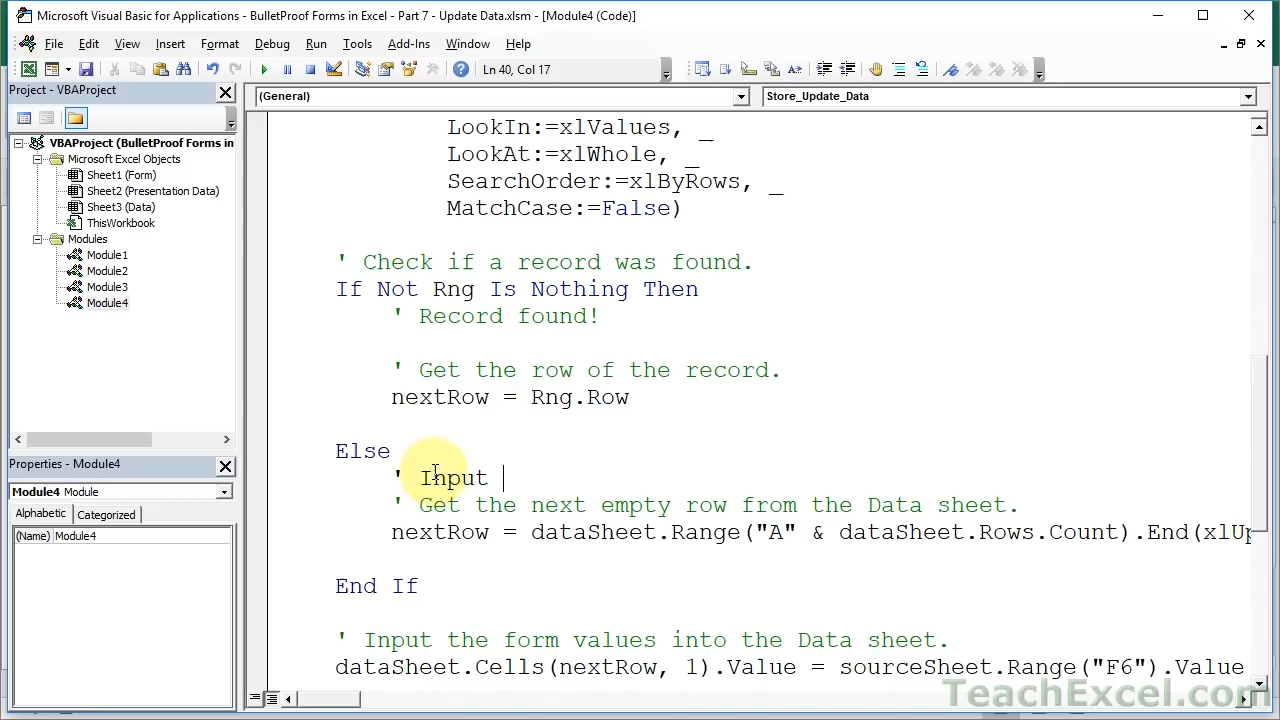 Microsoft Visual Basic for Applications - BulletProof Forms in Excel - Part 7 - Update Data.xlsm - [Module4 (Code)]
File Edit View Insert Format Debug Run Tools Add-Ins Window Help
Ln 40, Col 17
Project - VBAProject
(General)
Store_Update_Data
VBAProject (BulletProof Forms in
Microsoft Excel Objects
Sheet1 (Form)
Sheet2 (Presentation Data)
Sheet3 (Data)
ThisWorkbook
Modules
Module1
Module2
Module3
Module4
Properties - Module4
Module4 Module
Alphabetic Categorized
(Name) Module4
LookIn:=xlValues, _
LookAt:=xlWhole, _
SearchOrder:=xlByRows, _
MatchCase:=False)
' Check if a record was found.
If Not Rng Is Nothing Then
' Record found!
' Get the row of the record.
nextRow = Rng.Row
Else
' Input
' Get the next empty row from the Data sheet.
nextRow = dataSheet.Range("A" & dataSheet.Rows.Count).End(xlUp
End If
' Input the form values into the Data sheet.
dataSheet.Cells(nextRow, 1).Value = sourceSheet.Range("F6").Value
TeachExcel.com